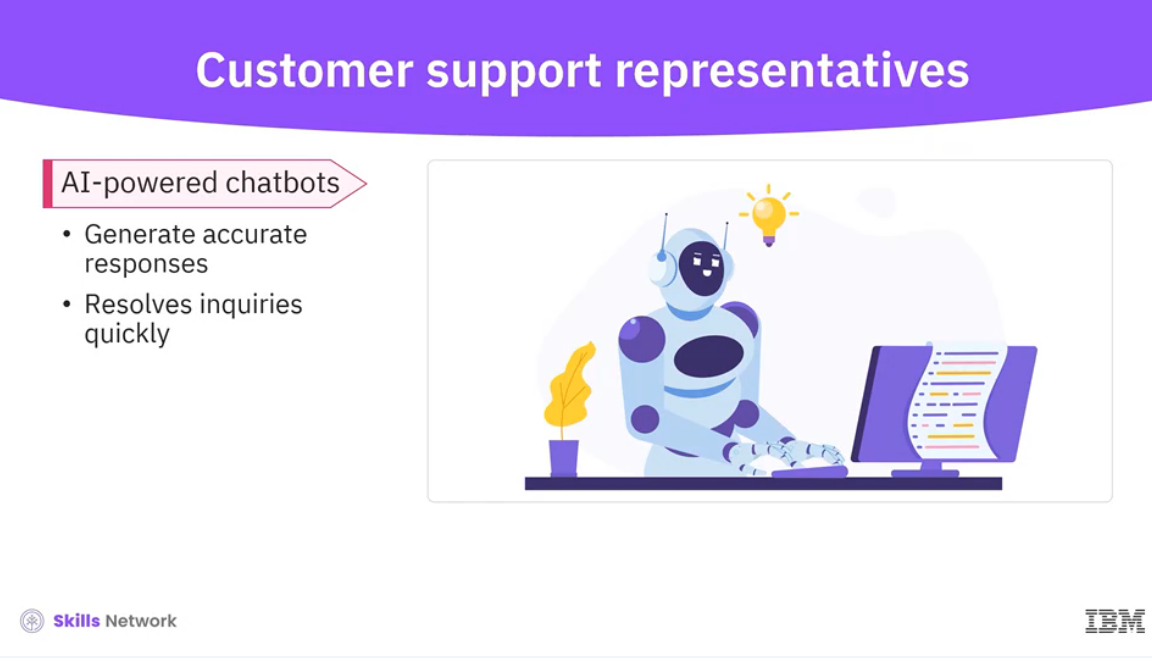 Customer support representatives
AI-powered chatbots
• Generate accurate
responses
• Resolves inquiries
quickly
Skills Network
IBM